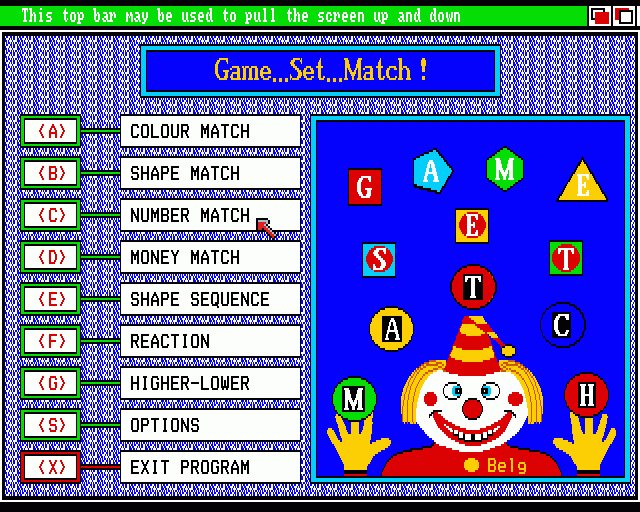 This top bar may be used to pull the screen up and down
Game...Set...Match !
(A) COLOUR MATCH
(B) SHAPE MATCH
(C) NUMBER MATCH
(D) MONEY MATCH
(E) SHAPE SEQUENCE
(F) REACTION
(G) HIGHER-LOWER
(S) OPTIONS
(X) EXIT PROGRAM
G A M E
S E T
M A T C H
Belg